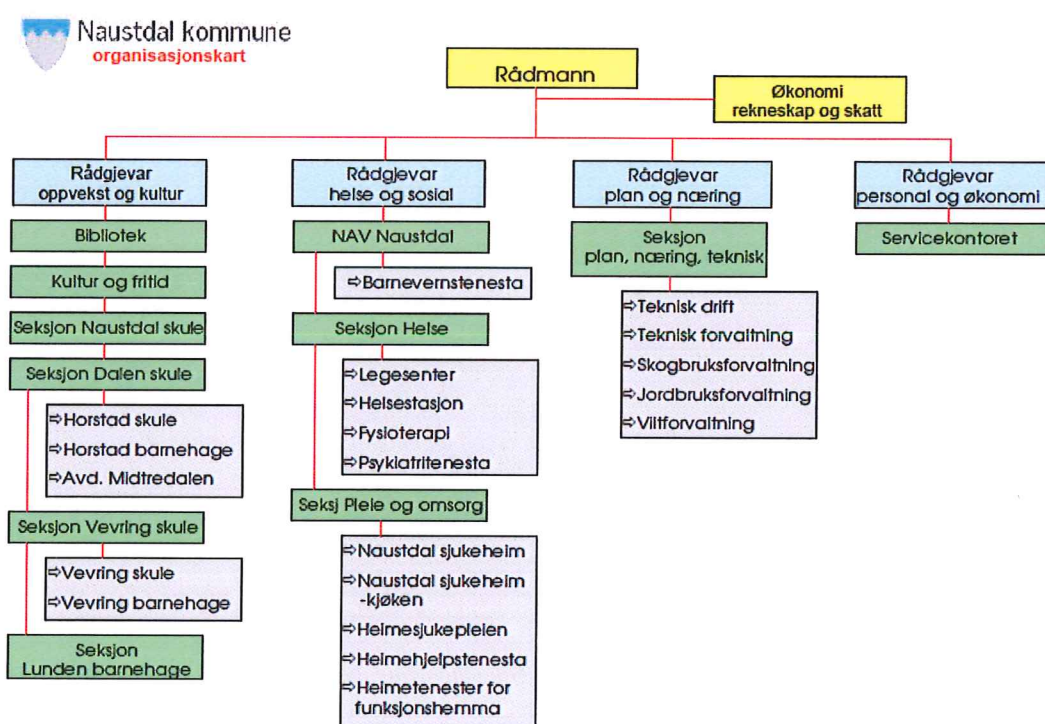 Naustdal kommune
organisasjonskart
Rådmann
Økonomi
rekneskap og skatt
Rådgjevar
oppvekst og kultur
Bibliotek
Kultur og fritid
Seksjon Naustdal skule
Seksjon Dalen skule
⇨Horstad skule
⇨Horstad barnehage
⇨Avd. Midtredalen
Seksjon Vevring skule
⇨Vevring skule
⇨Vevring barnehage
Seksjon
Lunden barnehage
Rådgjevar
helse og sosial
NAV Naustdal
⇨Barnevernstenesta
Seksjon Helse
⇨Legesenter
⇨Helsestasjon
⇨Fysioterapi
⇨Psykiatritenesta
Seksj Pleie og omsorg
⇨Naustdal sjukeheim
⇨Naustdal sjukeheim
-kjøken
⇨Heimesjukepleien
⇨Heimehjelpstenesta
⇨Heimetenester for
funksjonshemma
Rådgjevar
plan og næring
Seksjon
plan, næring, teknisk
⇨Teknisk drift
⇨Teknisk forvaltning
⇨Skogbruksforvaltning
⇨Jordbruksforvaltning
⇨Viltforvaltning
Rådgjevar
personal og økonomi
Servicekontoret